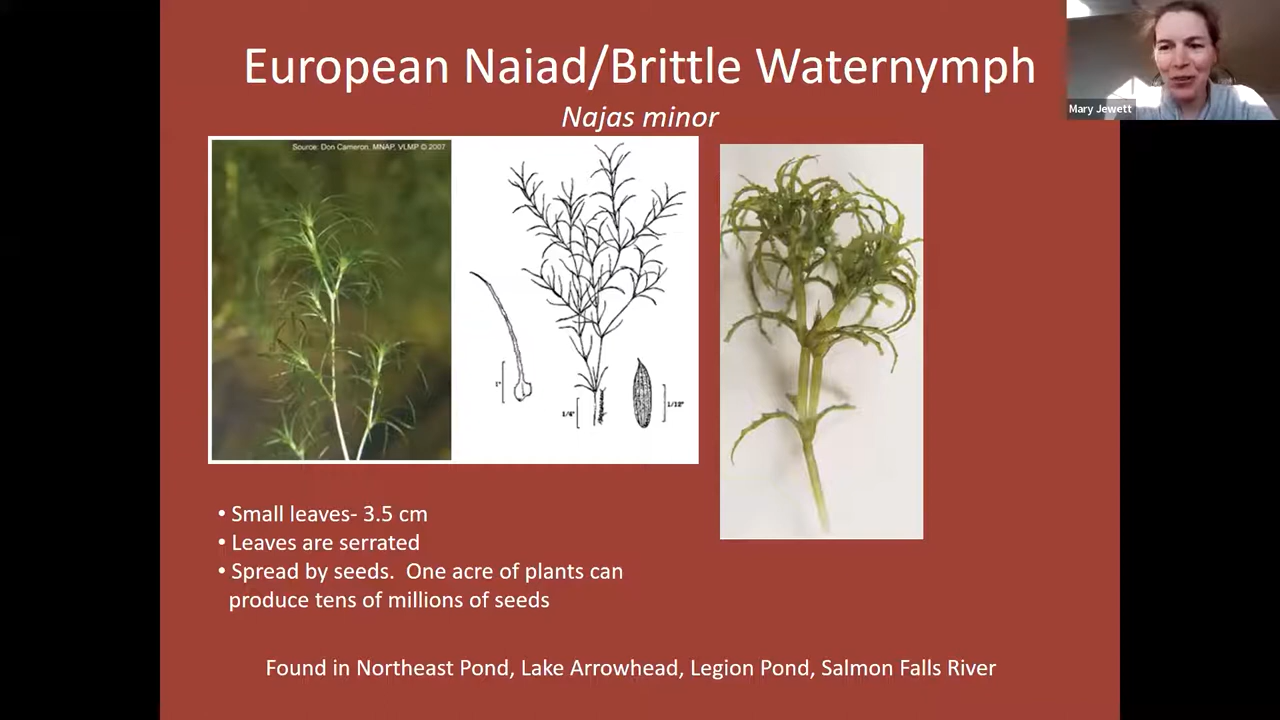 European Naiad/Brittle Waternymph
Mary Jewett
Najas minor
Source: Don Cameron, MNAP, VLMP © 2007
1"
1/4"
1/12"
• Small leaves- 3.5 cm
• Leaves are serrated
• Spread by seeds. One acre of plants can
produce tens of millions of seeds
Found in Northeast Pond, Lake Arrowhead, Legion Pond, Salmon Falls River